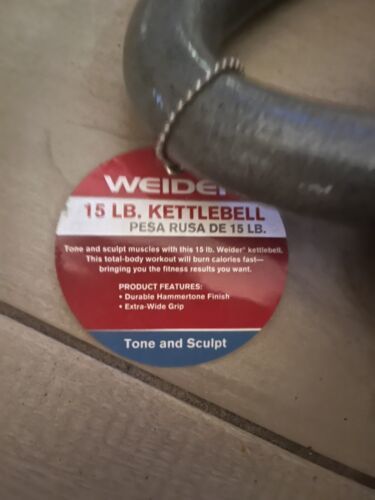 WEIDER
15 LB. KETTLEBELL
PESA RUSA DE 15 LB.
Tone and sculpt muscles with this 15 lb. Weider® kettlebell.
This total-body workout will burn calories fast—
bringing you the fitness results you want.
PRODUCT FEATURES:
• Durable Hammertone Finish
• Extra-Wide Grip
Tone and Sculpt